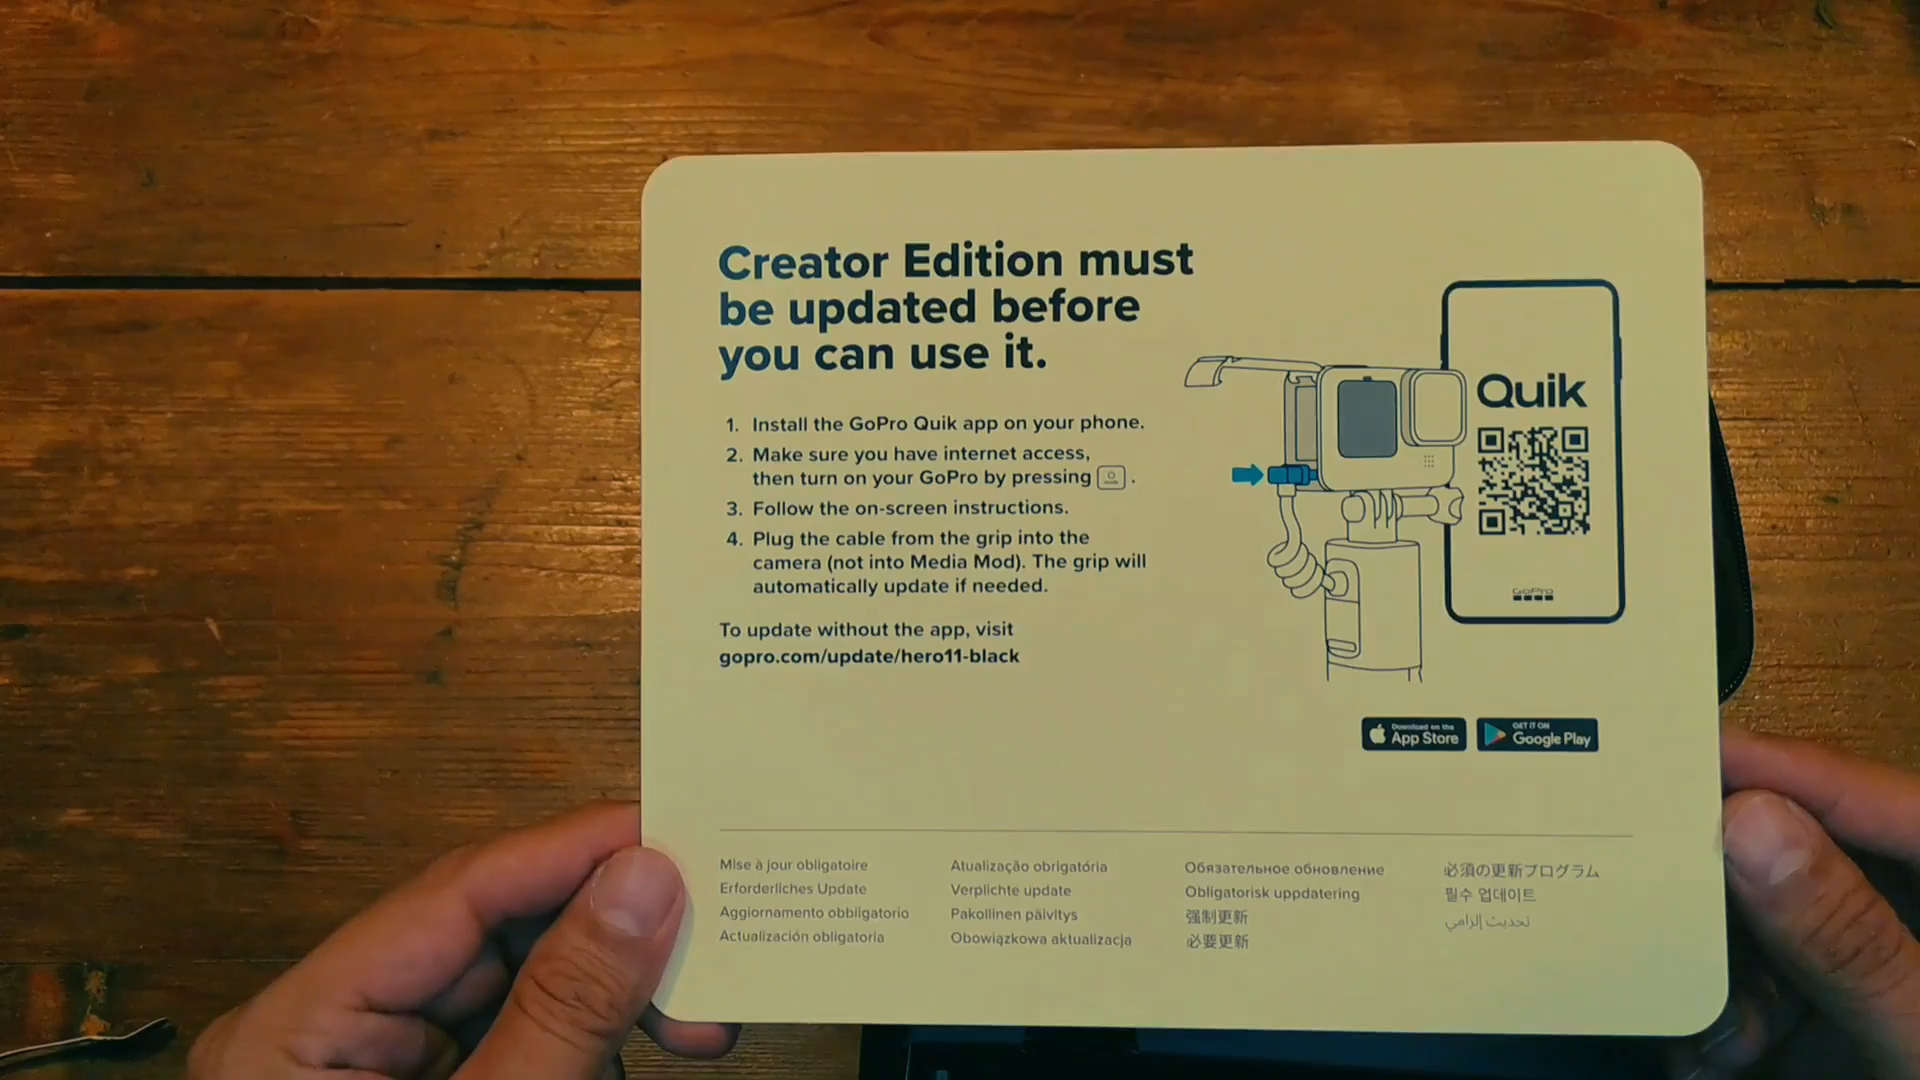 Creator Edition must
be updated before
you can use it.
1. Install the GoPro Quik app on your phone.
2. Make sure you have internet access,
then turn on your GoPro by pressing .
3. Follow the on-screen instructions.
4. Plug the cable from the grip into the
camera (not into Media Mod). The grip will
automatically update if needed.
To update without the app, visit
gopro.com/update/hero11-black
Quik
GoPro
Download on the
App Store
GET IT ON
Google Play
Mise à jour obligatoire
Erforderliches Update
Aggiornamento obbligatorio
Actualización obligatoria
Atualização obrigatória
Verplichte update
Pakollinen päivitys
Obowiązkowa aktualizacja
Обязательное обновление
Obligatorisk uppdatering
强制更新
必要更新
必須の更新プログラム
필수 업데이트
تحديث إلزامي